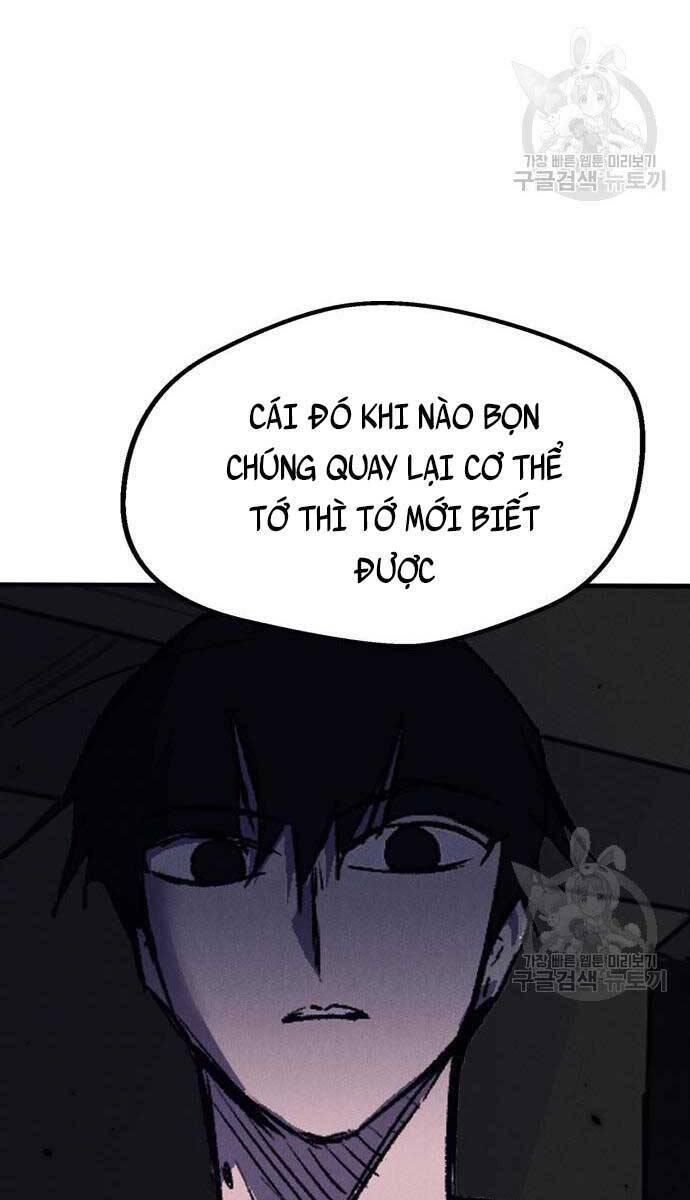 가장 빠른 웹툰 미리보기
구글검색 뉴토끼
CÁI ĐÓ KHI NÀO BỌN
CHÚNG QUAY LẠI CƠ THỂ
TỚ THÌ TỚ MỚI BIẾT
ĐƯỢC
가장 빠른 웹툰 미리보기
구글검색 뉴토끼